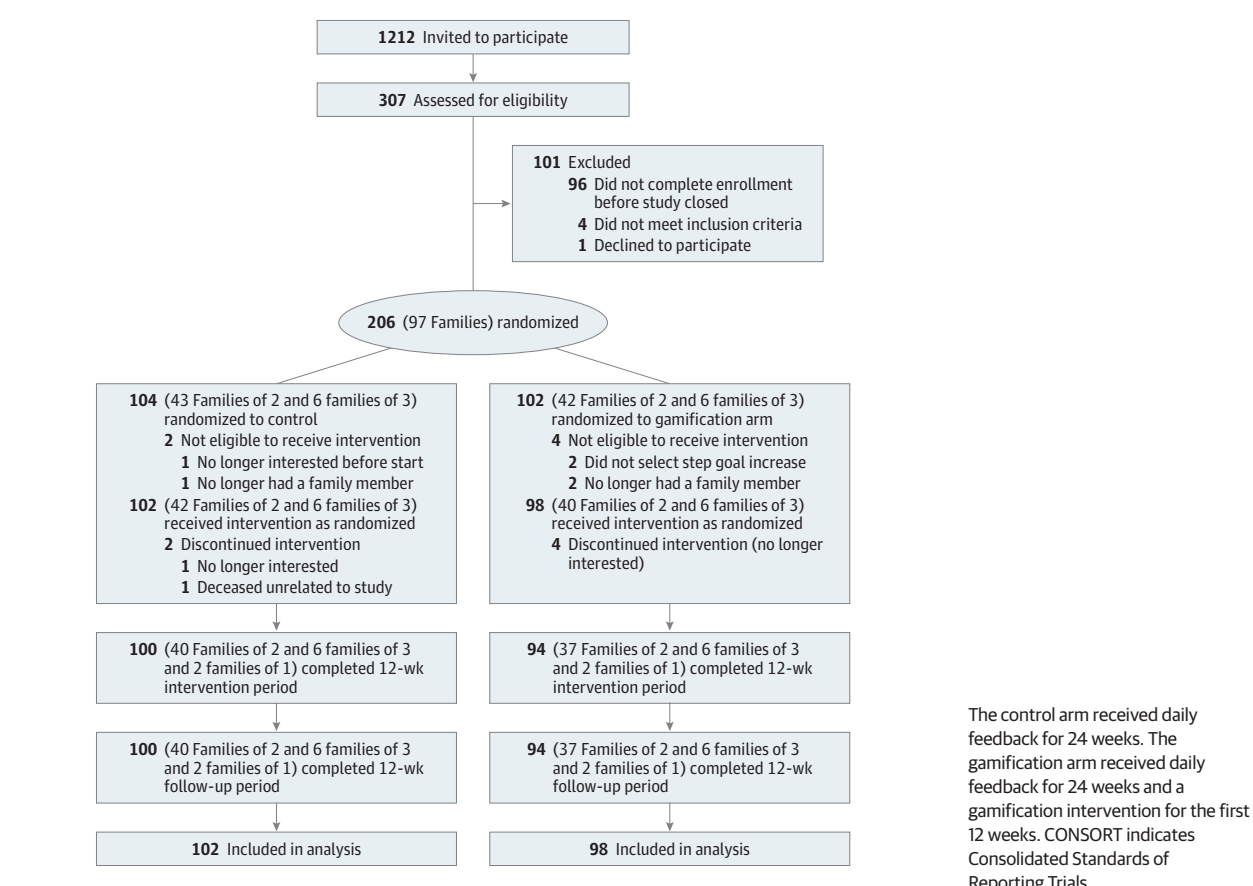 1212 Invited to participate
307 Assessed for eligibility
101 Excluded
96 Did not complete enrollment
before study closed
4 Did not meet inclusion criteria
1 Declined to participate
206 (97 Families) randomized
104 (43 Families of 2 and 6 families of 3)
randomized to control
2 Not eligible to receive intervention
1 No longer interested before start
1 No longer had a family member
102 (42 Families of 2 and 6 families of 3)
received intervention as randomized
2 Discontinued intervention
1 No longer interested
1 Deceased unrelated to study
102 (42 Families of 2 and 6 families of 3)
randomized to gamification arm
4 Not eligible to receive intervention
2 Did not select step goal increase
2 No longer had a family member
98 (40 Families of 2 and 6 families of 3)
received intervention as randomized
4 Discontinued intervention (no longer
interested)
100 (40 Families of 2 and 6 families of 3
and 2 families of 1) completed 12-wk
intervention period
94 (37 Families of 2 and 6 families of 3
and 2 families of 1) completed 12-wk
intervention period
100 (40 Families of 2 and 6 families of 3
and 2 families of 1) completed 12-wk
follow-up period
94 (37 Families of 2 and 6 families of 3
and 2 families of 1) completed 12-wk
follow-up period
102 Included in analysis
98 Included in analysis
The control arm received daily
feedback for 24 weeks. The
gamification arm received daily
feedback for 24 weeks and a
gamification intervention for the first
12 weeks. CONSORT indicates
Consolidated Standards of
Reporting Trials